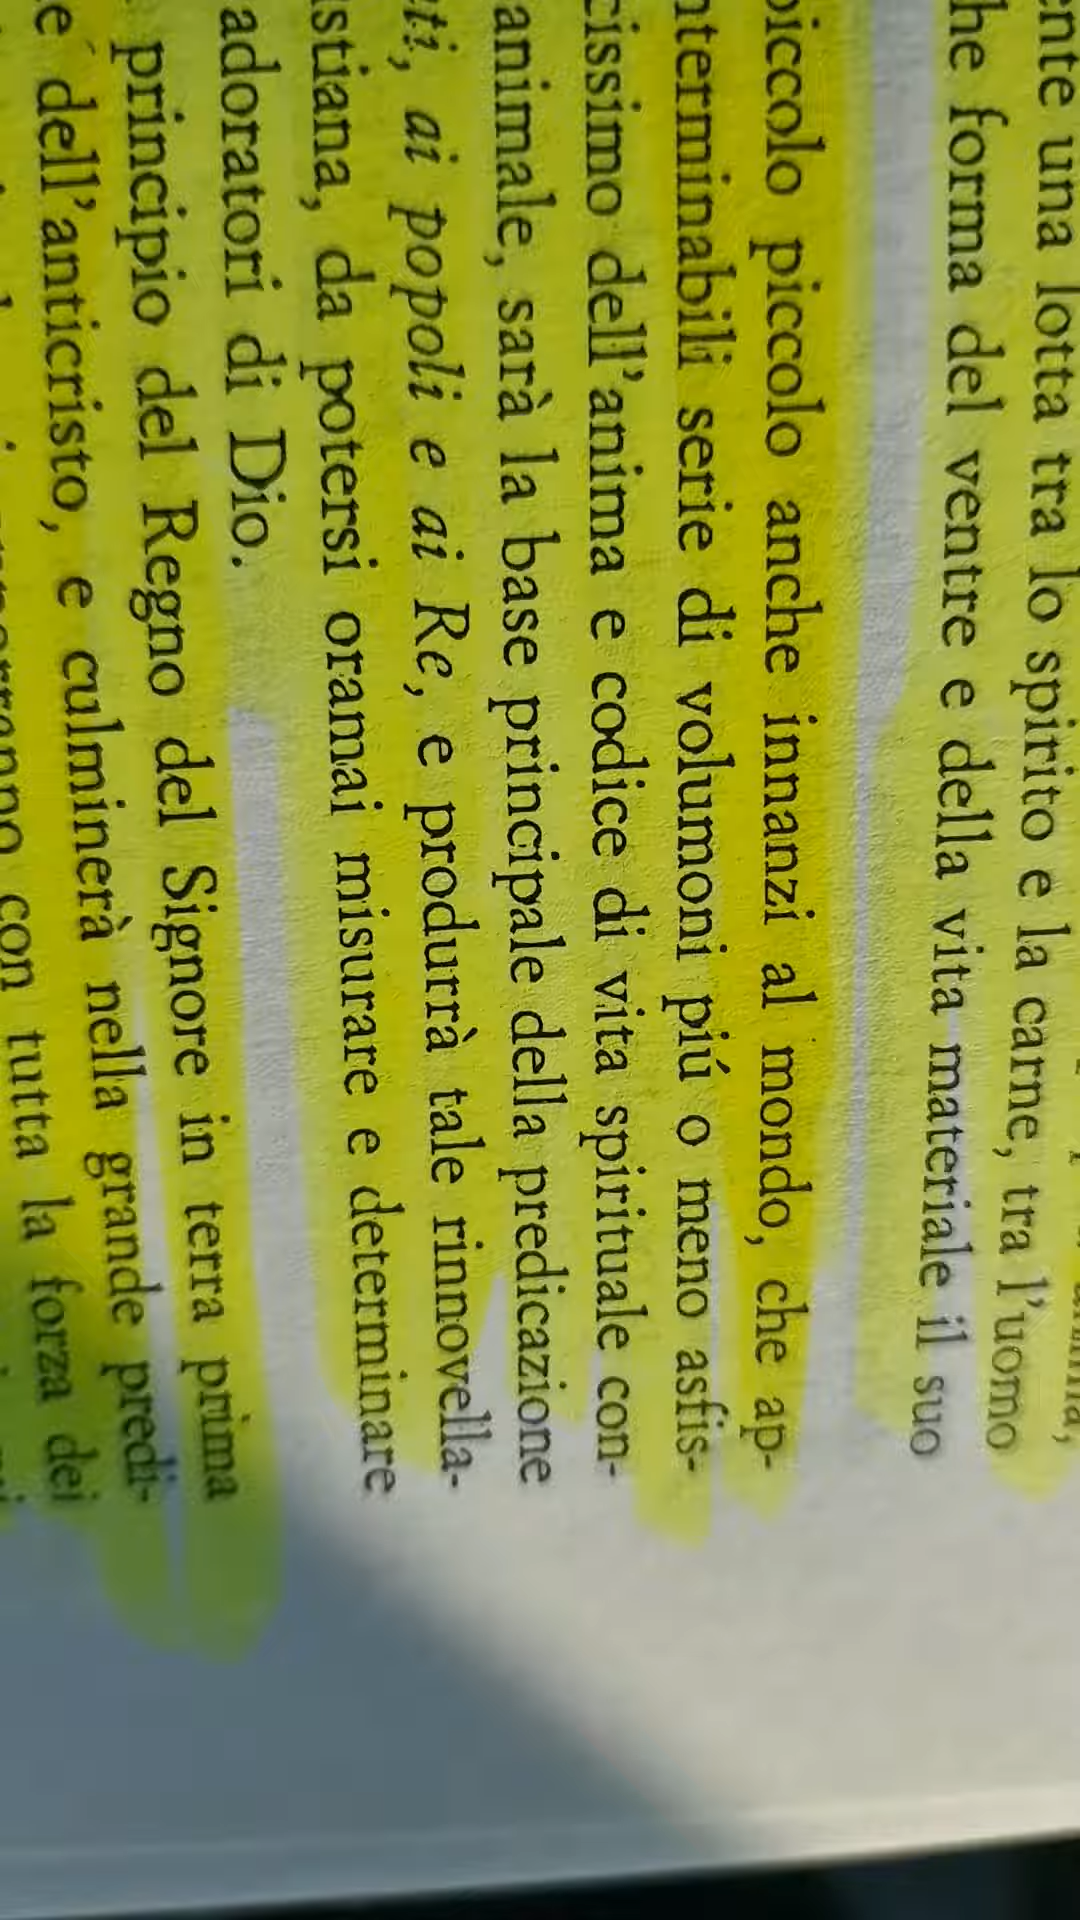 una lotta tra lo spirito e la carne, tra l'uomo
forma del ventre e della vita materiale il suo
piccolo piccolo anche innanzi al mondo, che ap-
nterminabili serie di volumoni piú o meno asfis-
cissimo dell'anima e codice di vita spirituale con-
animale, sarà la base principale della predicazione
ti, ai popoli e ai Re, e produrrà tale rinnovella-
stiana, da potersi oramai misurare e determinare
adoratori di Dio.
principio del Regno del Signore in terra prima
e dell'anticristo, e culminerà nella grande predi-
con tutta la forza dei